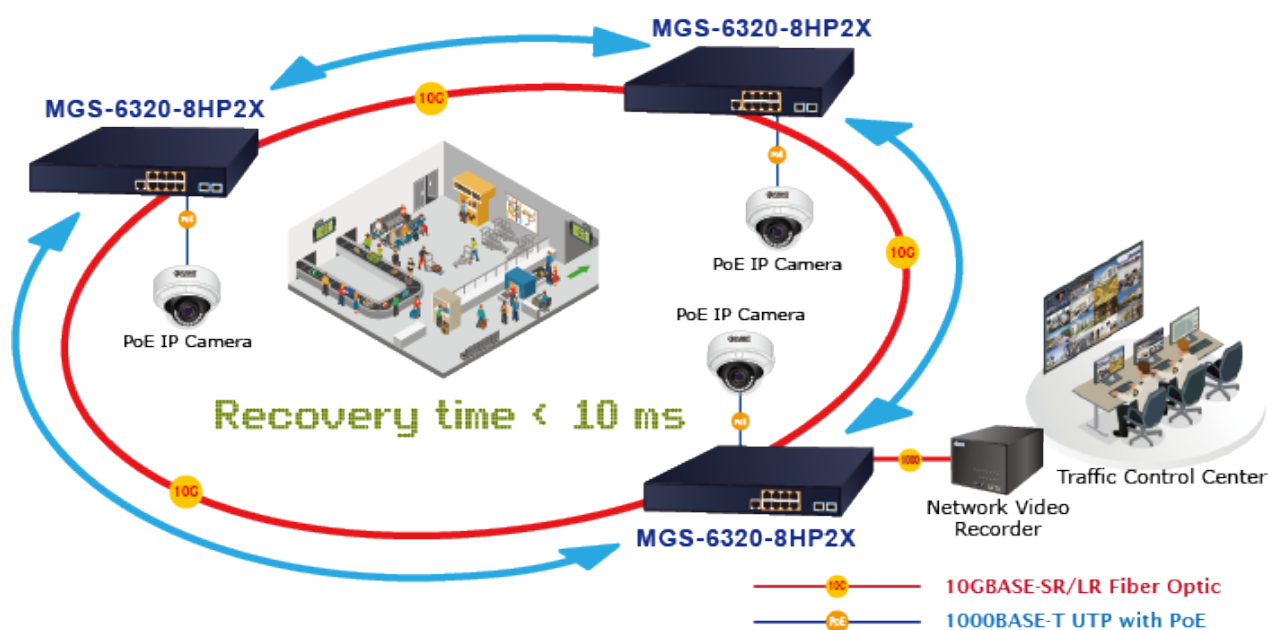 MGS-6320-8HP2X
MGS-6320-8HP2X
10G
PoE
PoE
PoE IP Camera
10G
PoE IP Camera
PoE IP Camera
Recovery time < 10 ms
PoE
1000
Traffic Control Center
10G
Network Video
Recorder
MGS-6320-8HP2X
10G
10GBASE-SR/LR Fiber Optic
PoE
1000BASE-T UTP with PoE